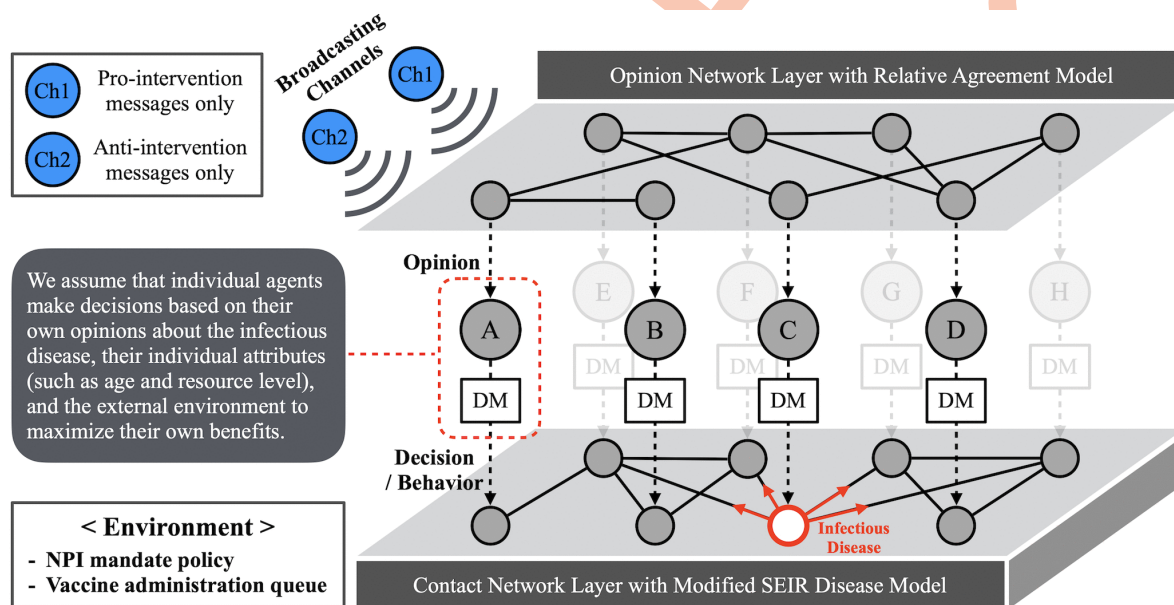 Ch1
Pro-intervention
messages only
Ch2
Anti-intervention
messages only
Broadcasting
Channels
Ch1
Ch2
Opinion Network Layer with Relative Agreement Model
We assume that individual agents
make decisions based on their
own opinions about the infectious
disease, their individual attributes
(such as age and resource level),
and the external environment to
maximize their own benefits.
Opinion
A
B
C
D
E
F
G
H
DM
DM
DM
DM
DM
DM
DM
DM
Decision
/ Behavior
Infectious
Disease
< Environment >
- NPI mandate policy
- Vaccine administration queue
Contact Network Layer with Modified SEIR Disease Model